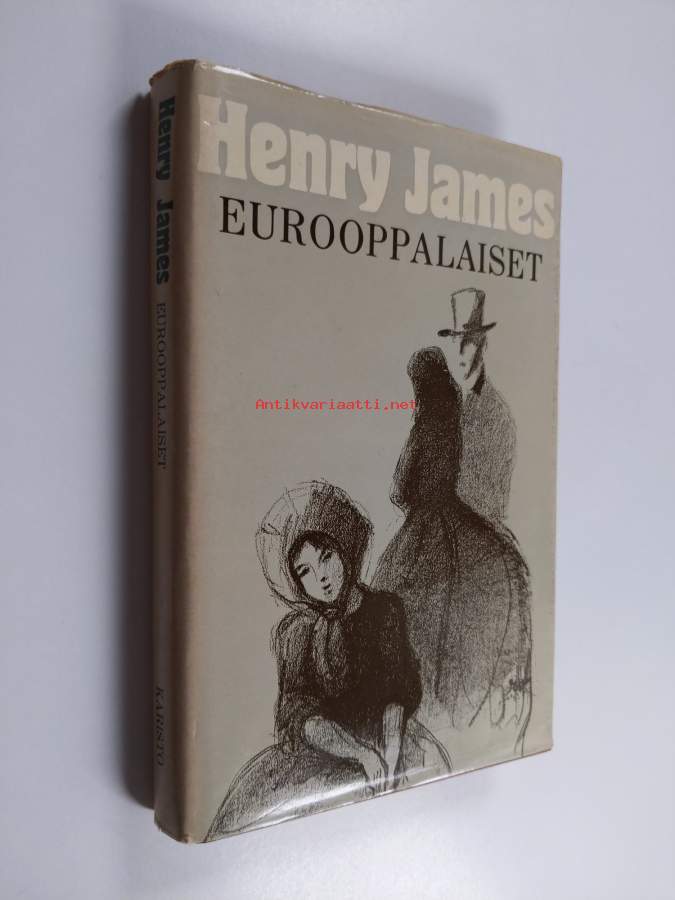 Henry James
EUROOPPALAISET
Henry James EUROOPPALAISET KARISTO
Antikvariaatti.net